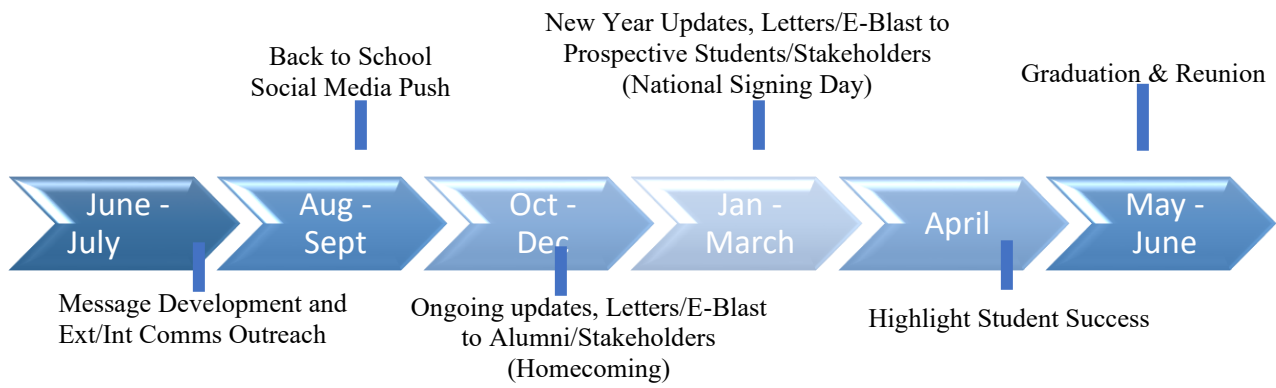 New Year Updates, Letters/E-Blast to
Prospective Students/Stakeholders
(National Signing Day)
Back to School
Social Media Push
Graduation & Reunion
June -
July
Aug -
Sept
Oct -
Dec
Jan -
March
April
May -
June
Message Development and
Ext/Int Comms Outreach
Ongoing updates, Letters/E-Blast
to Alumni/Stakeholders
(Homecoming)
Highlight Student Success